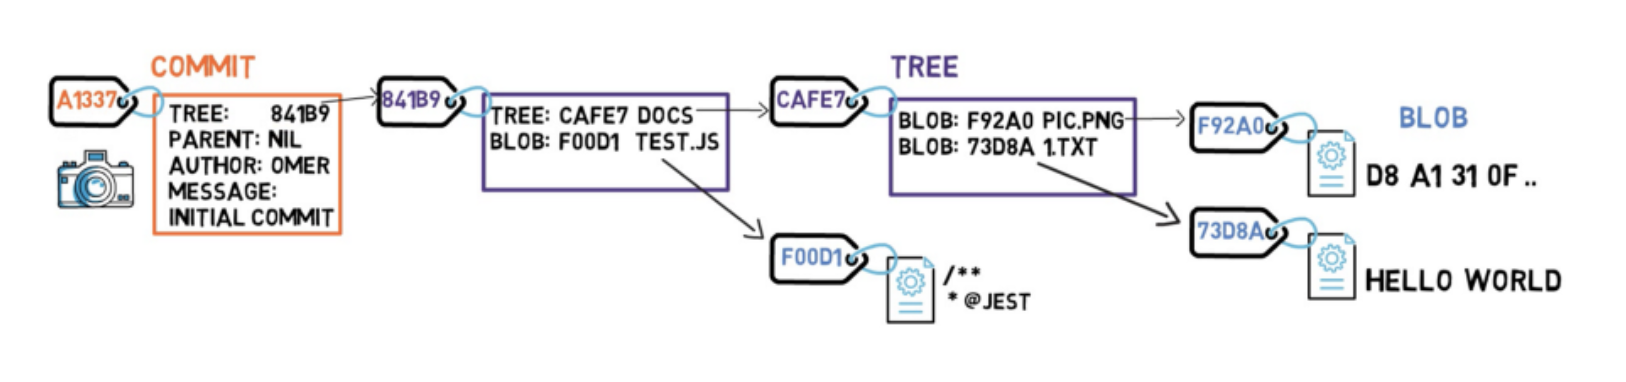 COMMIT
A1337
TREE: 841B9
PARENT: NIL
AUTHOR: OMER
MESSAGE:
INITIAL COMMIT
841B9
TREE: CAFE7 DOCS
BLOB: F00D1 TEST.JS
TREE
CAFE7
BLOB: F92A0 PIC.PNG
BLOB: 73D8A 1.TXT
F00D1
/**
* @JEST
BLOB
F92A0
D8 A1 31 0F ..
73D8A
HELLO WORLD